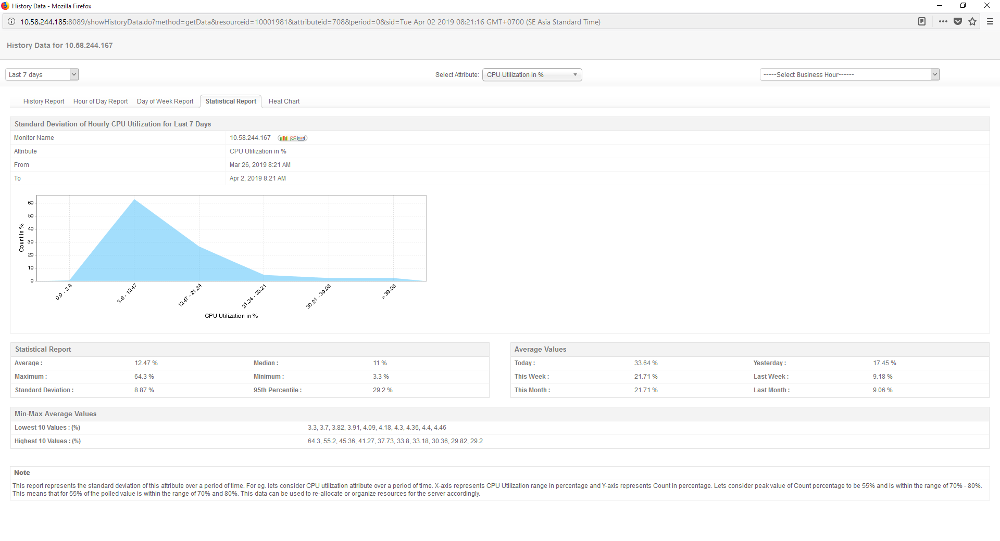 History Data - Mozilla Firefox
10.58.244.185:8089/showHistoryData.do?method=getData&resourceid=10001981&attributeid=708&period=0&sid=Tue Apr 02 2019 08:21:16 GMT+0700 (SE Asia Standard Time)
History Data for 10.58.244.167
Last 7 days
Select Attribute: CPU Utilization in %
-----Select Business Hour------
History Report Hour of Day Report Day of Week Report Statistical Report Heat Chart
Standard Deviation of Hourly CPU Utilization for Last 7 Days
Monitor Name 10.58.244.167
Attribute CPU Utilization in %
From Mar 26, 2019 8:21 AM
To Apr 2, 2019 8:21 AM
60
50
40
30
20
10
0
Count in %
0.0 - 3.6
3.6 - 12.47
12.47 - 21.34
21.34 - 30.21
30.21 - 39.08
> 39.08
CPU Utilization in %
Statistical Report
Average : 12.47 % Median : 11 %
Maximum : 64.3 % Minimum : 3.3 %
Standard Deviation : 8.87 % 95th Percentile : 29.2 %
Average Values
Today : 33.64 % Yesterday : 17.45 %
This Week : 21.71 % Last Week : 9.18 %
This Month : 21.71 % Last Month : 9.06 %
Min-Max Average Values
Lowest 10 Values : (%) 3.3, 3.7, 3.82, 3.91, 4.09, 4.18, 4.3, 4.36, 4.4, 4.46
Highest 10 Values : (%) 64.3, 55.2, 45.36, 41.27, 37.73, 33.8, 33.18, 30.36, 29.82, 29.2
Note
This report represents the standard deviation of this attribute over a period of time. For eg. lets consider CPU utilization attribute over a period of time. X-axis represents CPU Utilization range in percentage and Y-axis represents Count in percentage. Lets consider peak value of Count percentage to be 55% and is within the range of 70% - 80%.
This means that for 55% of the polled value is within the range of 70% and 80%. This data can be used to re-allocate or organize resources for the server accordingly.